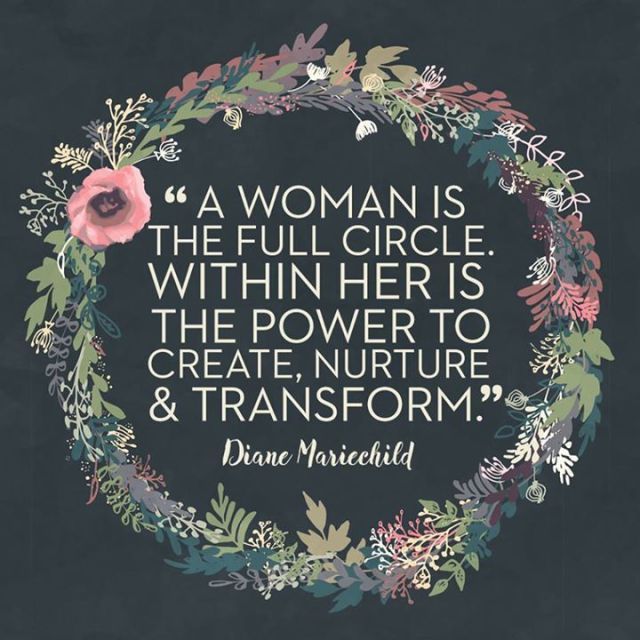 “ A WOMAN IS
THE FULL CIRCLE.
WITHIN HER IS
THE POWER TO
CREATE, NURTURE
& TRANSFORM.”
Diane Mariechild